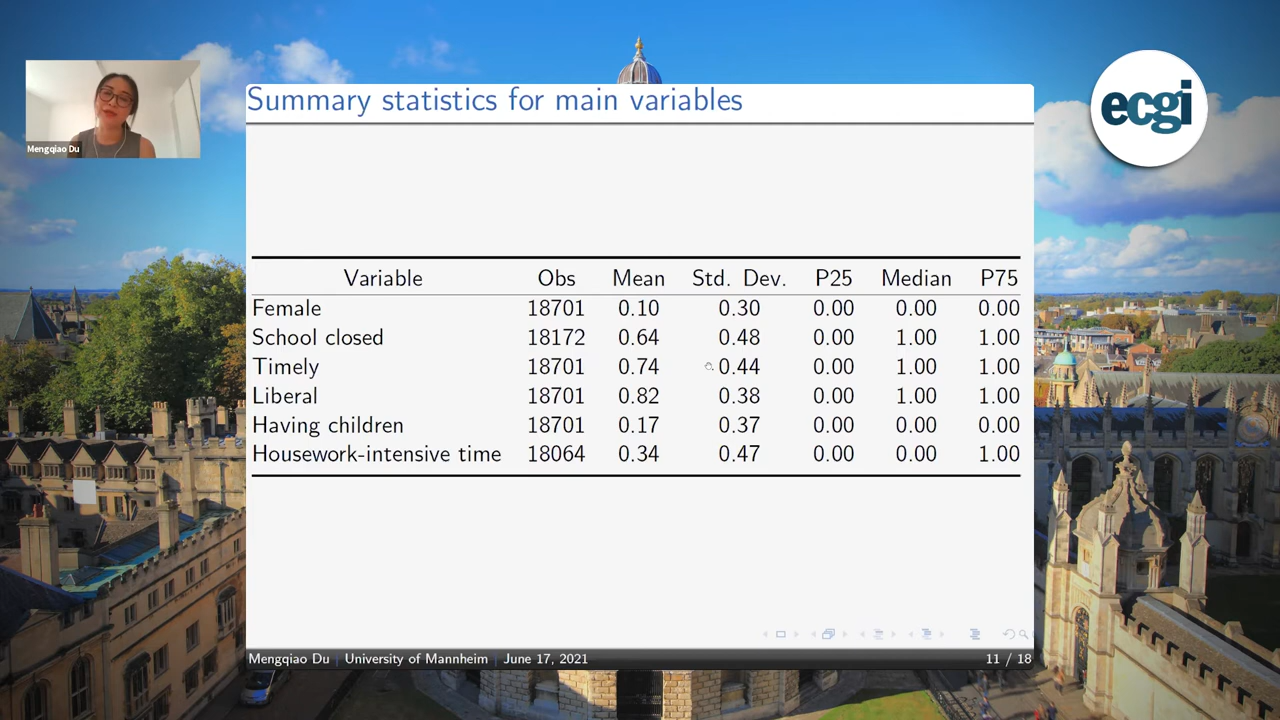 Summary statistics for main variables
ecgi
Mengqiao Du
Variable Obs Mean Std. Dev. P25 Median P75
Female 18701 0.10 0.30 0.00 0.00 0.00
School closed 18172 0.64 0.48 0.00 1.00 1.00
Timely 18701 0.74 0.44 0.00 1.00 1.00
Liberal 18701 0.82 0.38 0.00 1.00 1.00
Having children 18701 0.17 0.37 0.00 0.00 0.00
Housework-intensive time 18064 0.34 0.47 0.00 0.00 1.00
Mengqiao Du University of Mannheim June 17, 2021 11 / 18